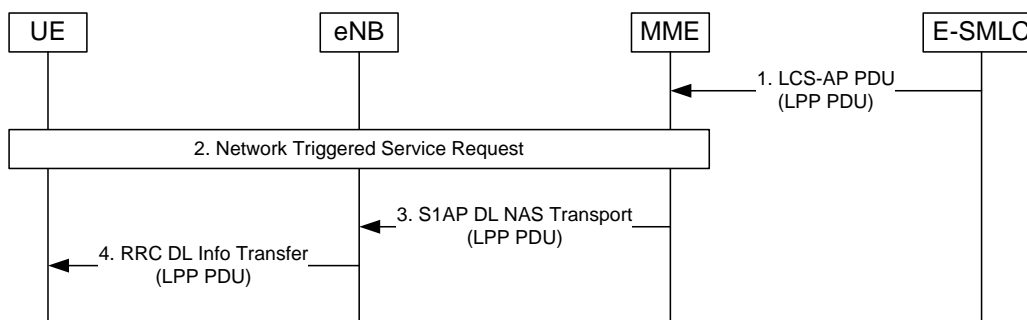 UE
eNB
MME
E-SMLC
1. LCS-AP PDU
(LPP PDU)
2. Network Triggered Service Request
3. S1AP DL NAS Transport
(LPP PDU)
4. RRC DL Info Transfer
(LPP PDU)